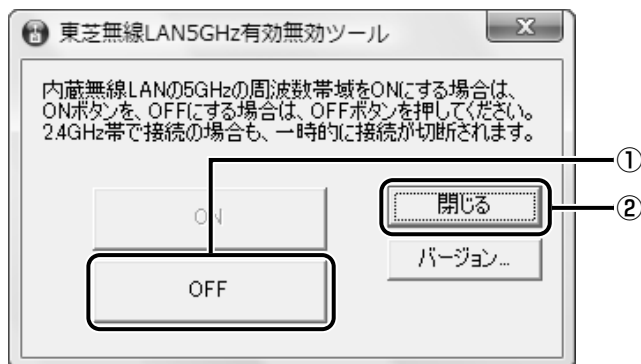 東芝無線LAN5GHz有効無効ツール
内蔵無線LANの5GHzの周波数帯域をONにする場合は、
ONボタンを、OFFにする場合は、OFFボタンを押してください。
2.4GHz帯で接続の場合も、一時的に接続が切断されます。
①
ON
閉じる
②
バージョン...
OFF